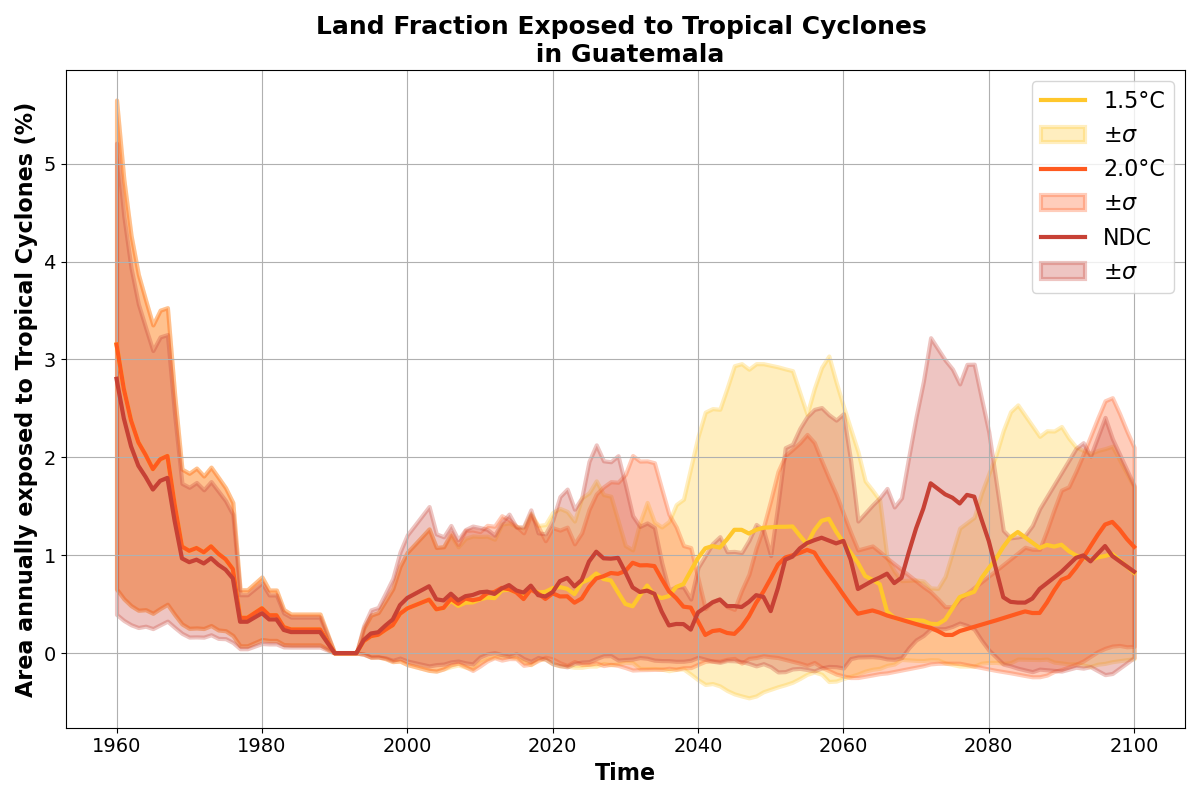 Land Fraction Exposed to Tropical Cyclones
in Guatemala
Area annually exposed to Tropical Cyclones (%)
5
4
3
2
1
0
1960 1980 2000 2020 2040 2060 2080 2100
Time
1.5°C
±σ
2.0°C
±σ
NDC
±σ